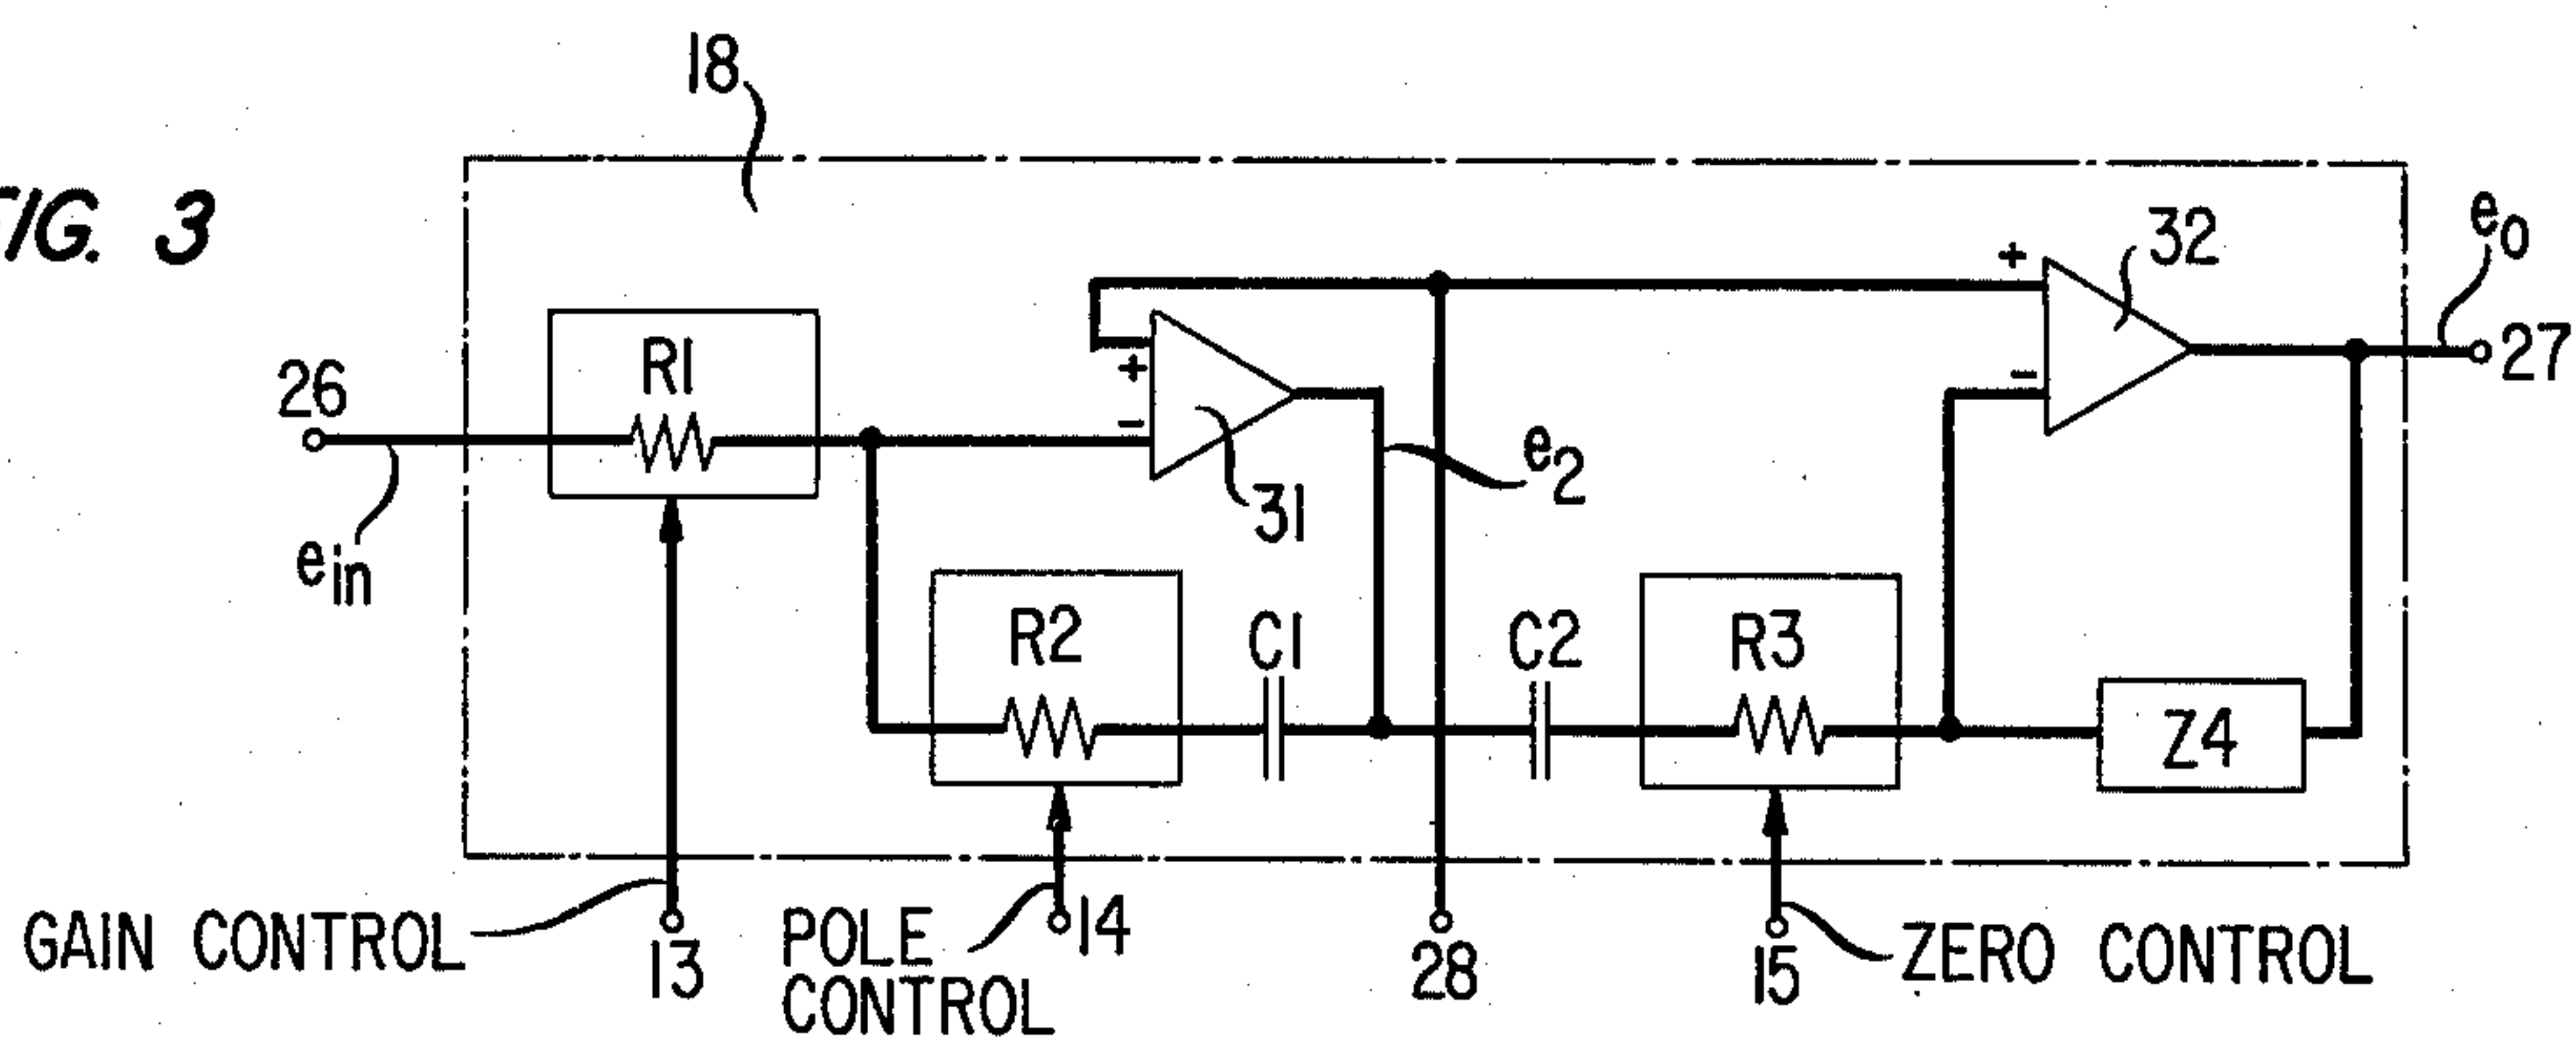 18
FIG. 3
e0
32
27
R1
26
e2
31
ein
R2
C1
C2
R3
Z4
+
-
+
-
GAIN CONTROL
13
POLE
CONTROL
14
28
15
ZERO CONTROL